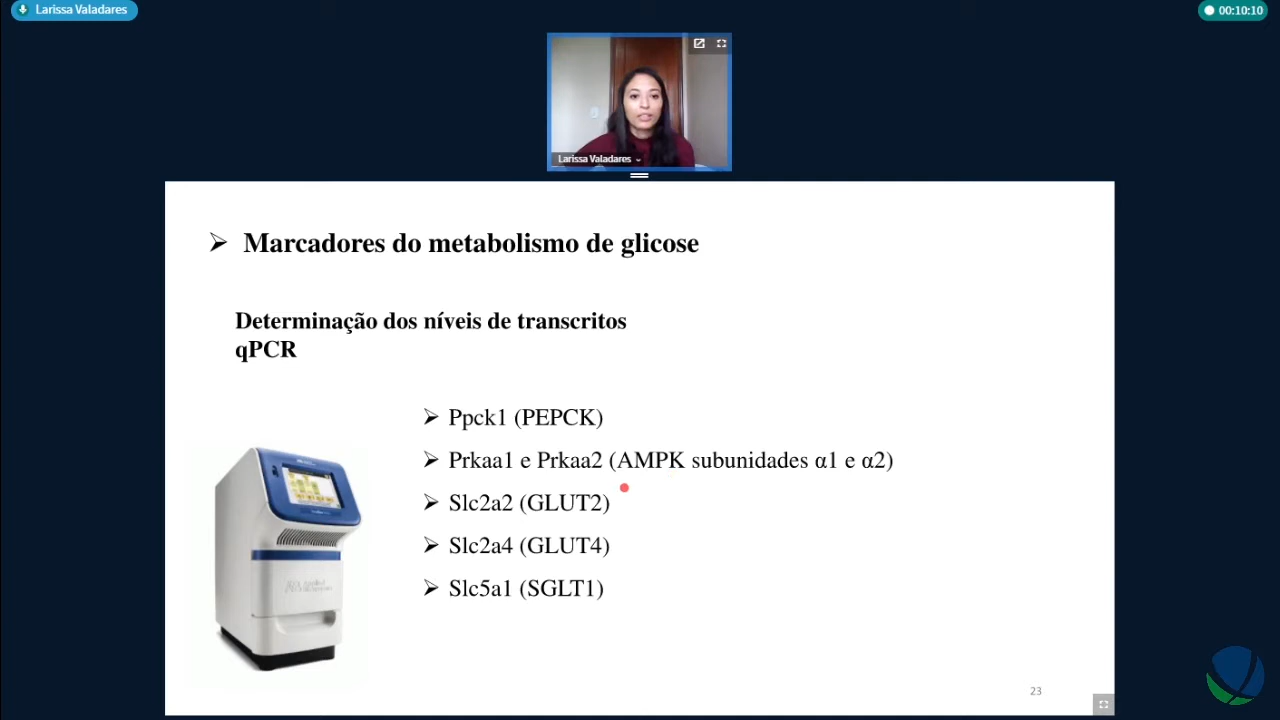 Larissa Valadares
00:10:10
Larissa Valadares
➢ Marcadores do metabolismo de glicose
Determinação dos níveis de transcritos
qPCR
➢ Ppck1 (PEPCK)
➢ Prkaa1 e Prkaa2 (AMPK subunidades α1 e α2)
➢ Slc2a2 (GLUT2)
➢ Slc2a4 (GLUT4)
➢ Slc5a1 (SGLT1)
23